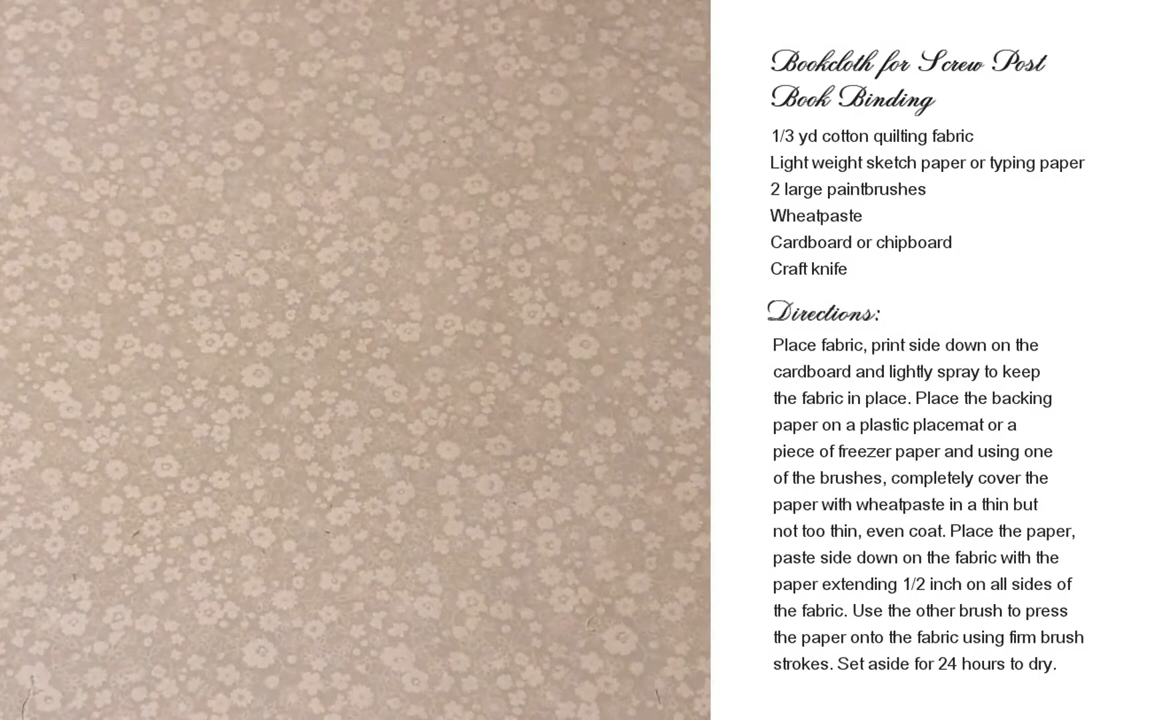 Bookcloth for Screw Post
Book Binding
1/3 yd cotton quilting fabric
Light weight sketch paper or typing paper
2 large paintbrushes
Wheatpaste
Cardboard or chipboard
Craft knife
Directions:
Place fabric, print side down on the
cardboard and lightly spray to keep
the fabric in place. Place the backing
paper on a plastic placemat or a
piece of freezer paper and using one
of the brushes, completely cover the
paper with wheatpaste in a thin but
not too thin, even coat. Place the paper,
paste side down on the fabric with the
paper extending 1/2 inch on all sides of
the fabric. Use the other brush to press
the paper onto the fabric using firm brush
strokes. Set aside for 24 hours to dry.